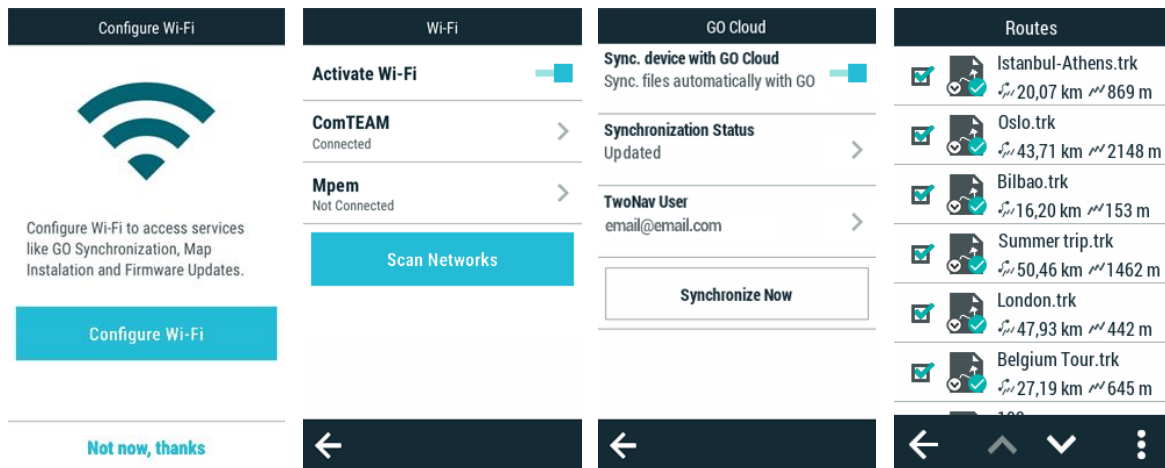 Configure Wi-Fi
Configure Wi-Fi to access services
like GO Synchronization, Map
Instalation and Firmware Updates.
Configure Wi-Fi
Not now, thanks
Wi-Fi
Activate Wi-Fi
ComTEAM
Connected
Mpem
Not Connected
Scan Networks
GO Cloud
Sync. device with GO Cloud
Sync. files automatically with GO
Synchronization Status
Updated
TwoNav User
email@email.com
Synchronize Now
Routes
Istanbul-Athens.trk
20,07 km 869 m
Oslo.trk
43,71 km 2148 m
Bilbao.trk
16,20 km 153 m
Summer trip.trk
50,46 km 1462 m
London.trk
47,93 km 442 m
Belgium Tour.trk
27,19 km 645 m